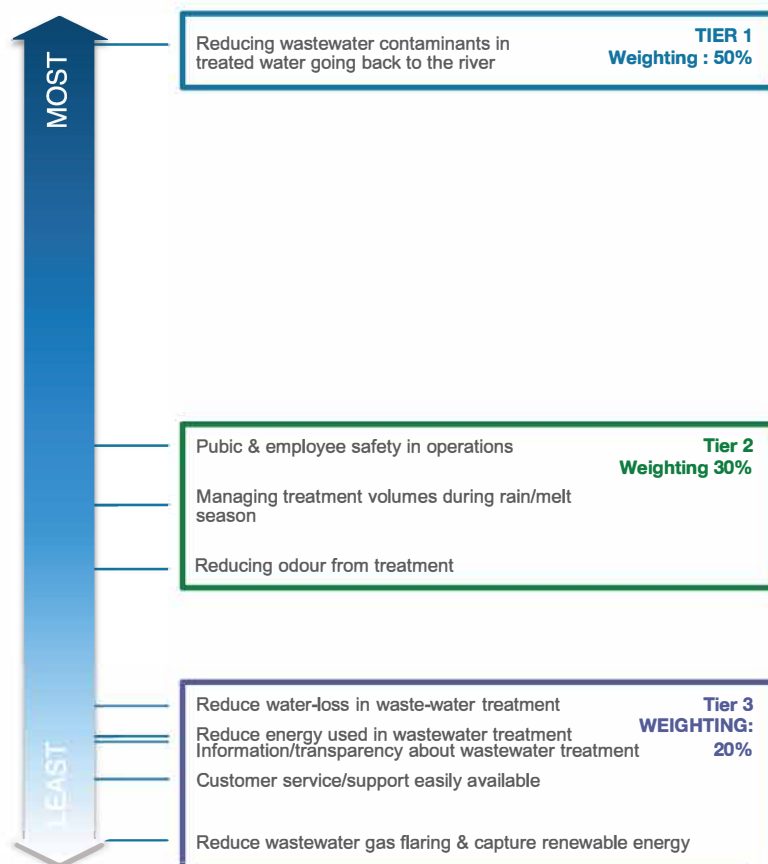 MOST
Reducing wastewater contaminants in
treated water going back to the river
TIER 1
Weighting : 50%
Pubic & employee safety in operations
Tier 2
Weighting 30%
Managing treatment volumes during rain/melt
season
Reducing odour from treatment
Reduce water-loss in waste-water treatment
Tier 3
WEIGHTING:
20%
Reduce energy used in wastewater treatment
Information/transparency about wastewater treatment
Customer service/support easily available
Reduce wastewater gas flaring & capture renewable energy
LEAST